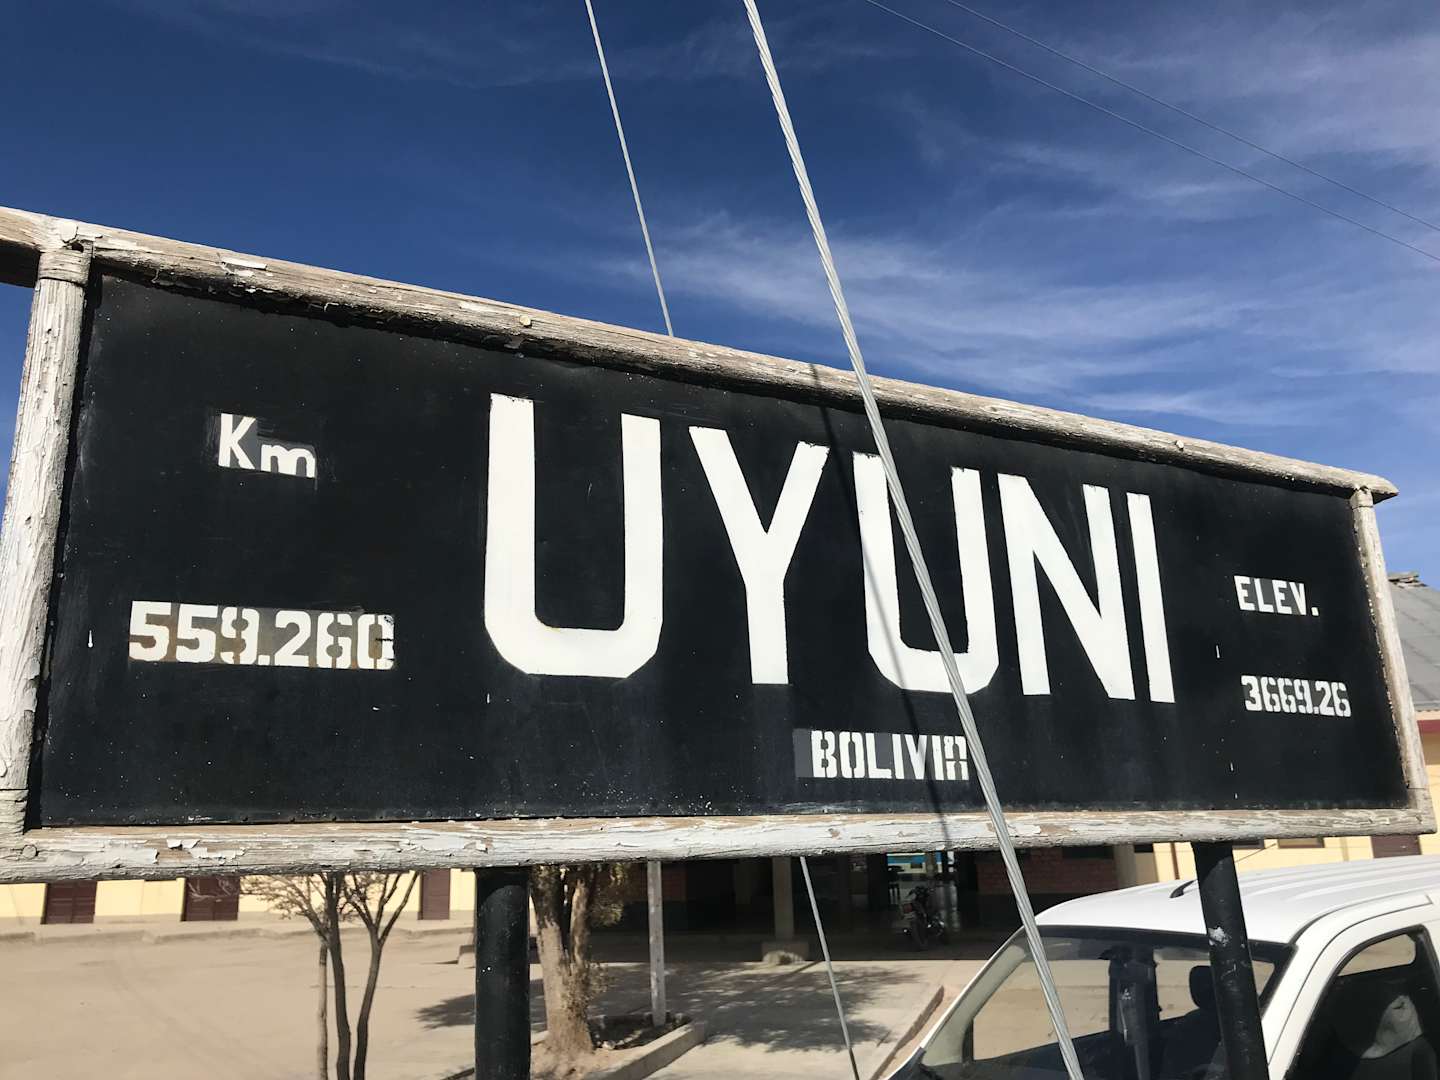 Km
559.260
UYUNI
BOLIVIA
ELEV.
3669.26